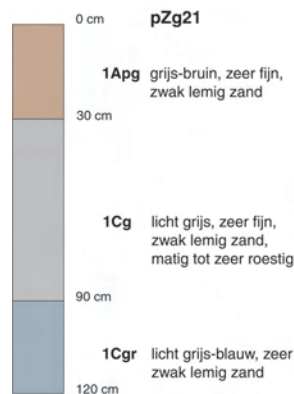 0 cm
pZg21
1Apg grijs-bruin, zeer fijn,
zwak lemig zand
30 cm
1Cg licht grijs, zeer fijn,
zwak lemig zand,
matig tot zeer roestig
90 cm
1Cgr licht grijs-blauw, zeer
zwak lemig zand
120 cm